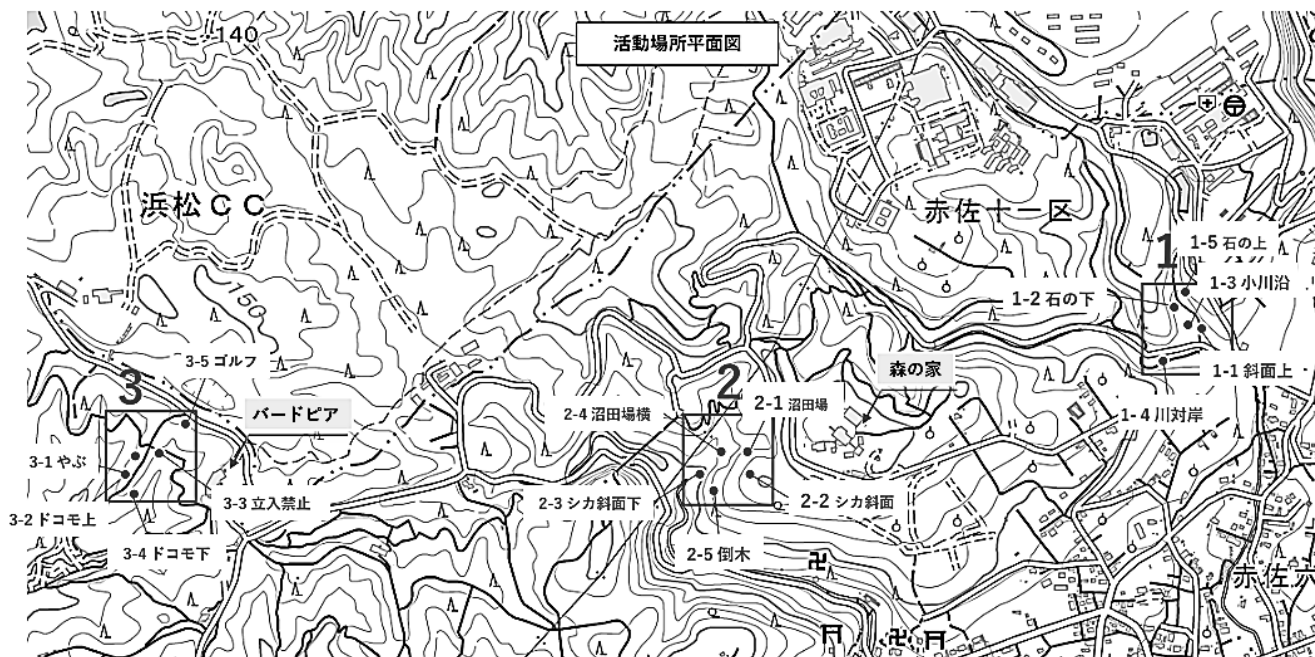 活動場所平面図
140
浜松ＣＣ
赤佐十一区
1
1-5 石の上
1-3 小川沿
1-2 石の下
1-1 斜面上
1-4 川対岸
150
3-5 ゴルフ
3
バードピア
3-1 やぶ
3-2 ドコモ上
3-3 立入禁止
3-4 ドコモ下
2
森の家
2-4 沼田場横
2-1 沼田場
2-3 シカ斜面下
2-2 シカ斜面
2-5 倒木
赤佐六